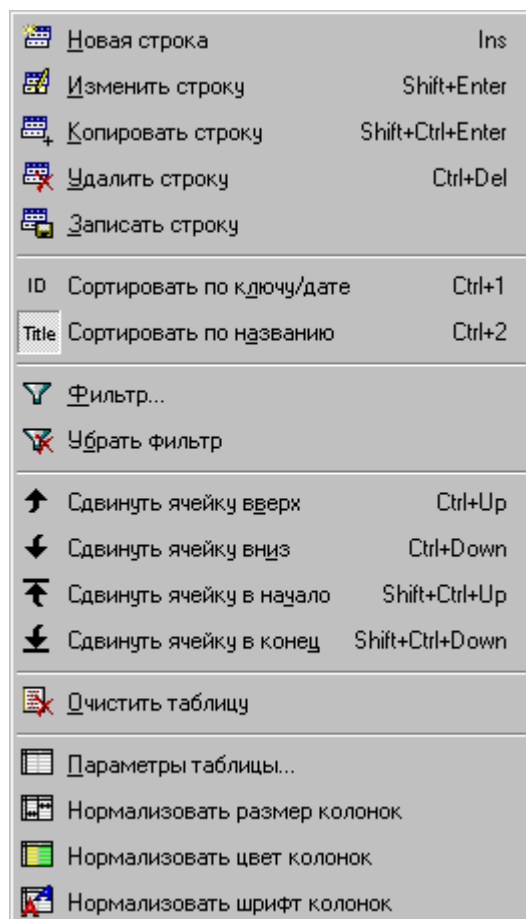 Новая строка Ins
Изменить строку Shift+Enter
Копировать строку Shift+Ctrl+Enter
Удалить строку Ctrl+Del
Записать строку
ID Сортировать по ключу/дате Ctrl+1
Title Сортировать по названию Ctrl+2
Фильтр...
Убрать фильтр
Сдвинуть ячейку вверх Ctrl+Up
Сдвинуть ячейку вниз Ctrl+Down
Сдвинуть ячейку в начало Shift+Ctrl+Up
Сдвинуть ячейку в конец Shift+Ctrl+Down
Очистить таблицу
Параметры таблицы...
Нормализовать размер колонок
Нормализовать цвет колонок
Нормализовать шрифт колонок